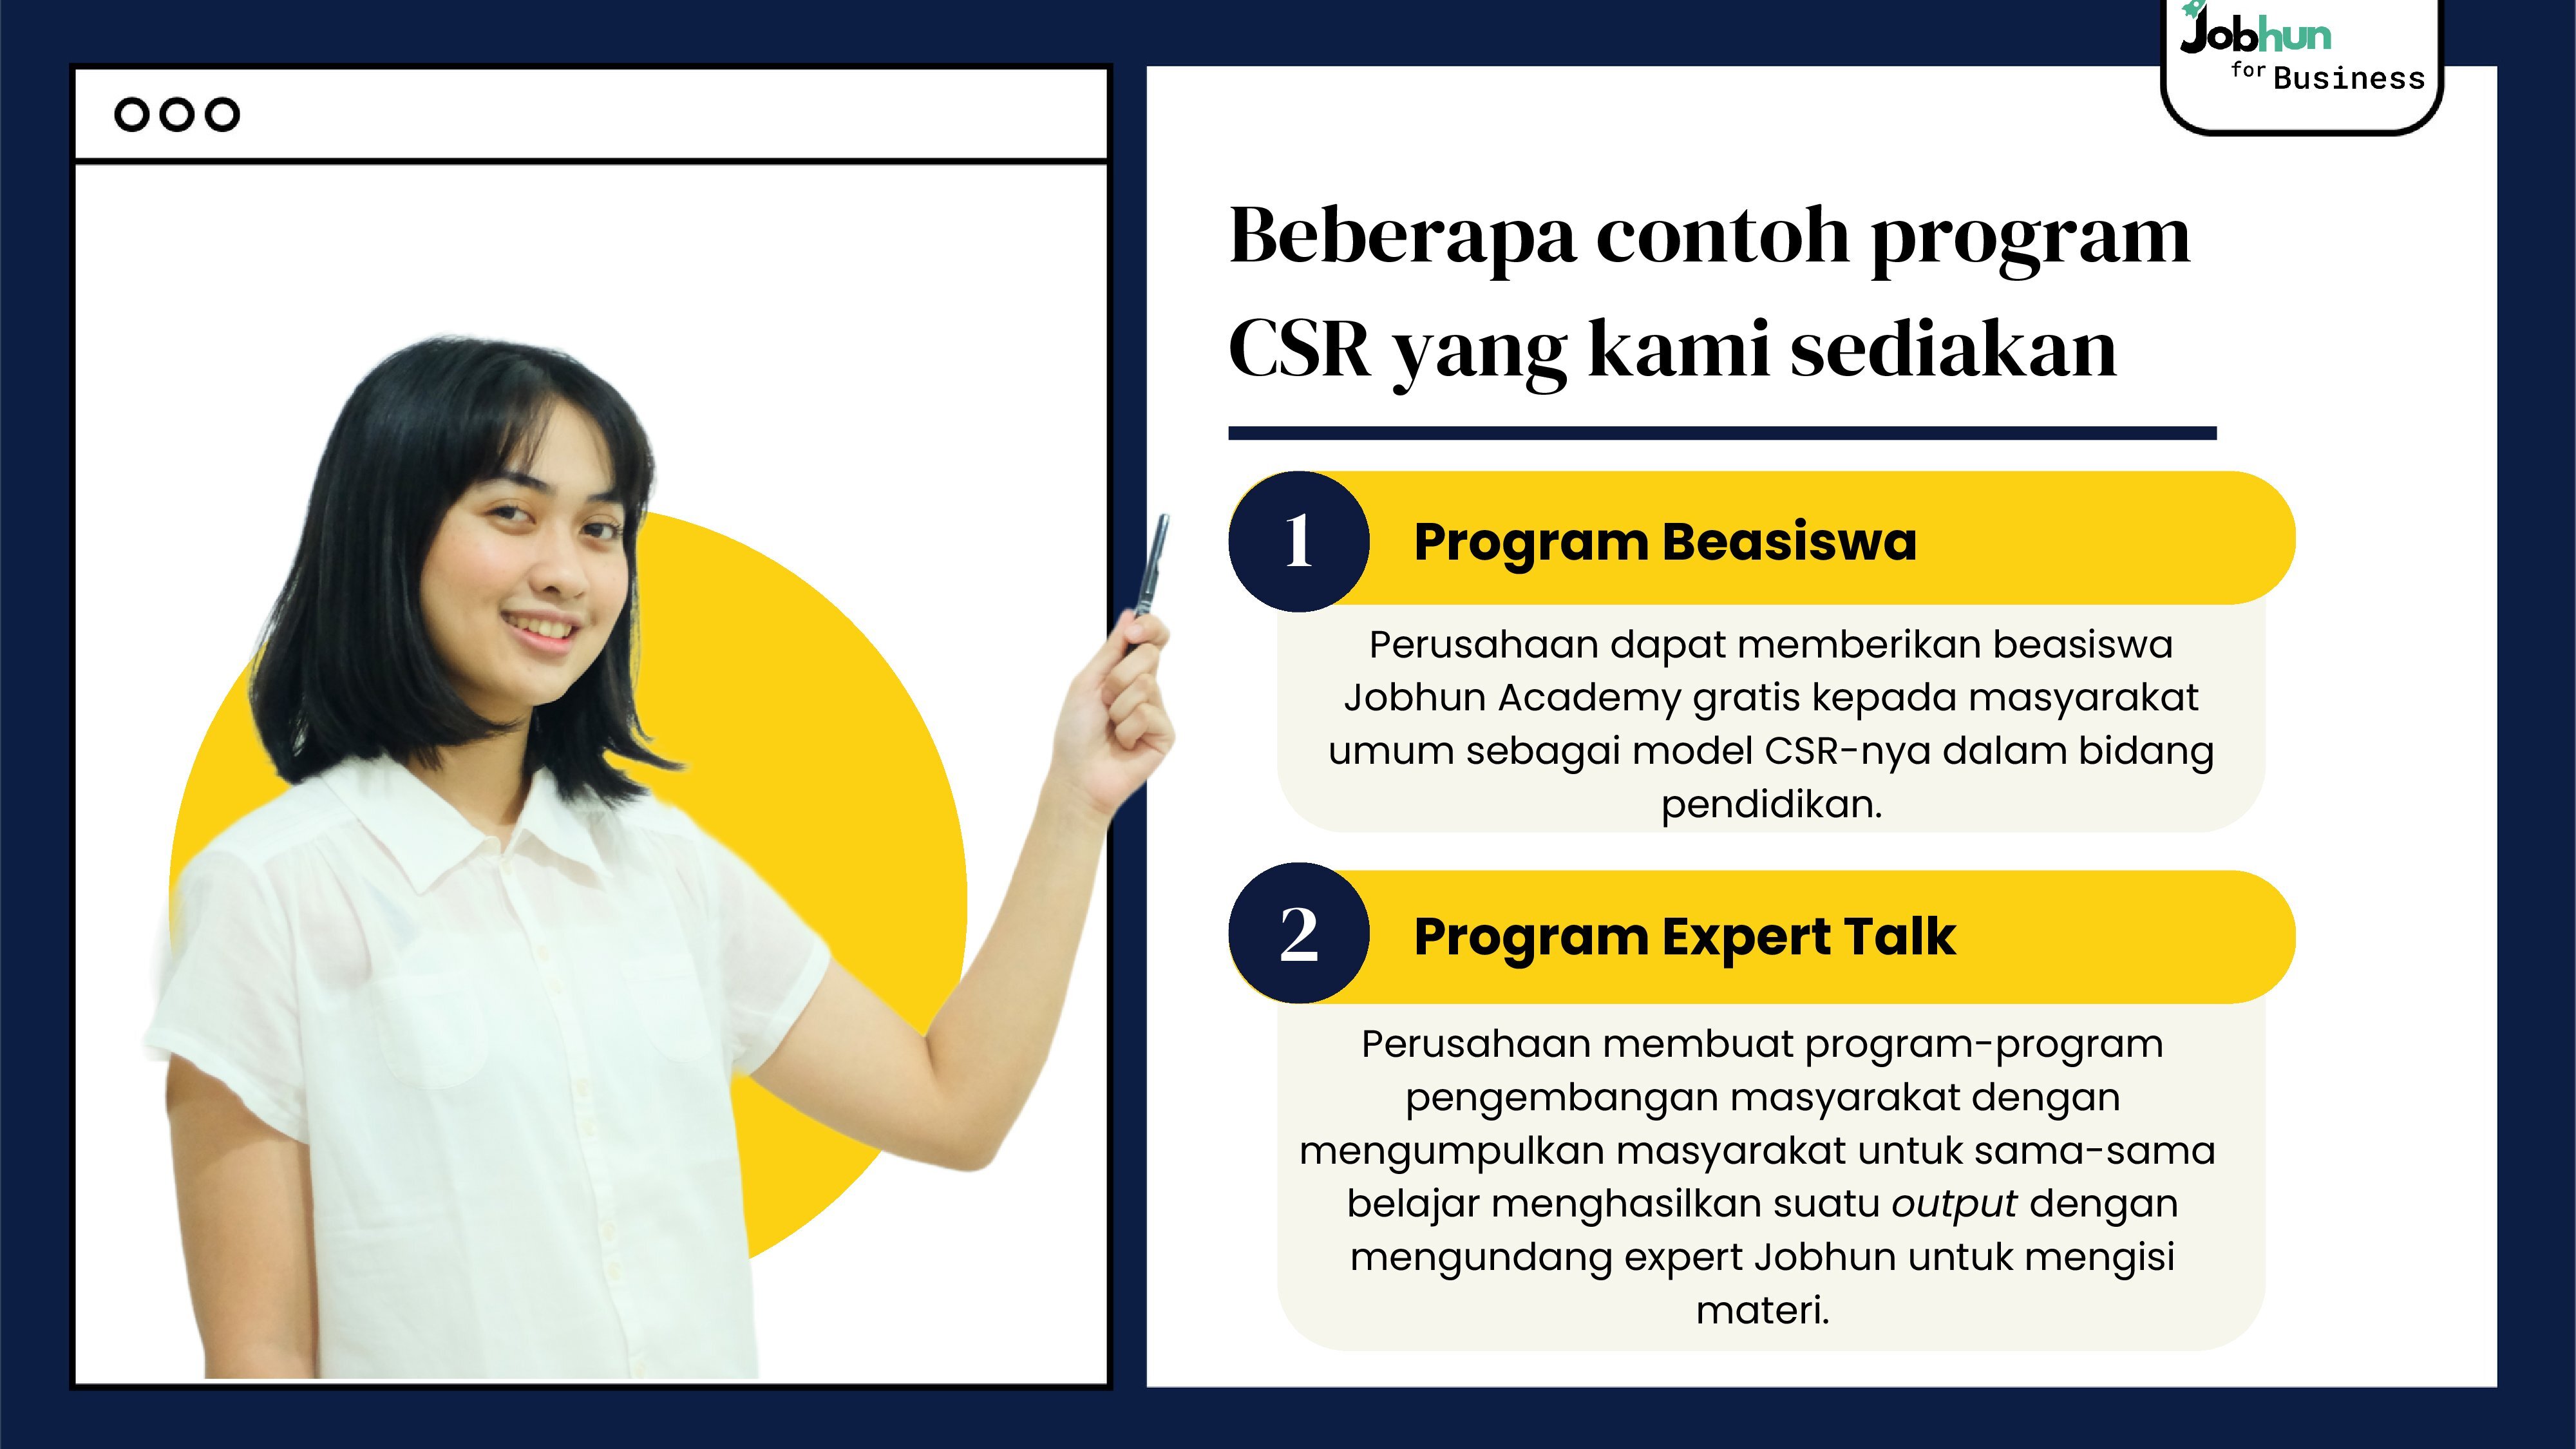 Jobhun
for Business
Beberapa contoh program
CSR yang kami sediakan
1
Program Beasiswa
Perusahaan dapat memberikan beasiswa
Jobhun Academy gratis kepada masyarakat
umum sebagai model CSR-nya dalam bidang
pendidikan.
2
Program Expert Talk
Perusahaan membuat program-program
pengembangan masyarakat dengan
mengumpulkan masyarakat untuk sama-sama
belajar menghasilkan suatu output dengan
mengundang expert Jobhun untuk mengisi
materi.